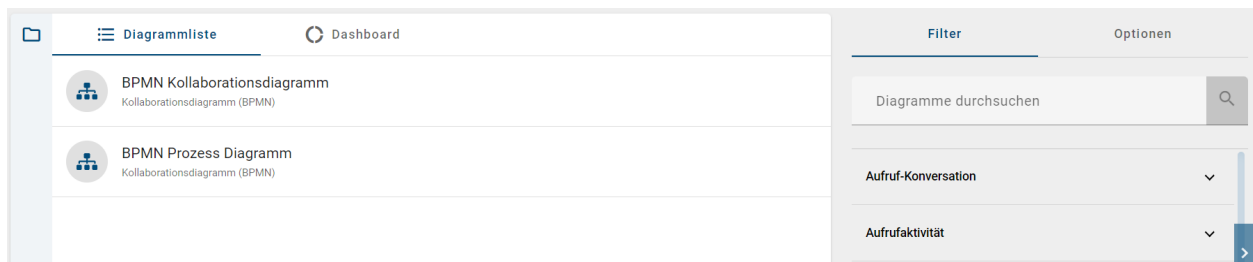 Diagrammliste
Dashboard
BPMN Kollaborationsdiagramm
Kollaborationsdiagramm (BPMN)
BPMN Prozess Diagramm
Kollaborationsdiagramm (BPMN)
Filter
Optionen
Diagramme durchsuchen
Aufruf-Konversation
Aufrufaktivität